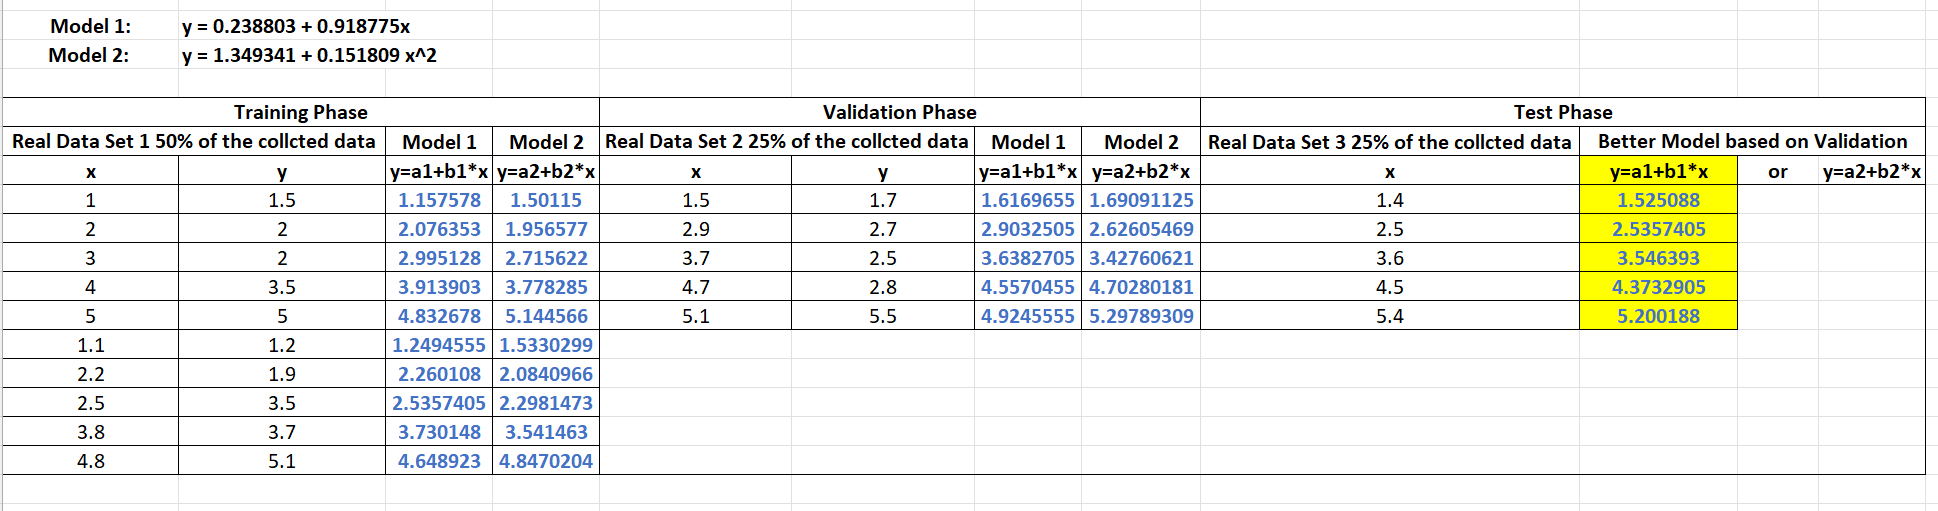 Model 1: y = 0.238803 + 0.918775x
Model 2: y = 1.349341 + 0.151809 x^2
Training Phase Validation Phase Test Phase
Real Data Set 1 50% of the collcted data Model 1 Model 2 Real Data Set 2 25% of the collcted data Model 1 Model 2 Real Data Set 3 25% of the collcted data Better Model based on Validation
x y y=a1+b1*x y=a2+b2*x x y y=a1+b1*x y=a2+b2*x x y=a1+b1*x or y=a2+b2*x
1 1.5 1.157578 1.50115 1.5 1.7 1.6169655 1.69091125 1.4 1.525088
2 2 2.076353 1.956577 2.9 2.7 2.9032505 2.62605469 2.5 2.5357405
3 2 2.995128 2.715622 3.7 2.5 3.6382705 3.42760621 3.6 3.546393
4 3.5 3.913903 3.778285 4.7 2.8 4.5570455 4.70280181 4.5 4.3732905
5 5 4.832678 5.144566 5.1 5.5 4.9245555 5.29789309 5.4 5.200188
1.1 1.2 1.2494555 1.5330299
2.2 1.9 2.260108 2.0840966
2.5 3.5 2.5357405 2.2981473
3.8 3.7 3.730148 3.541463
4.8 5.1 4.648923 4.8470204